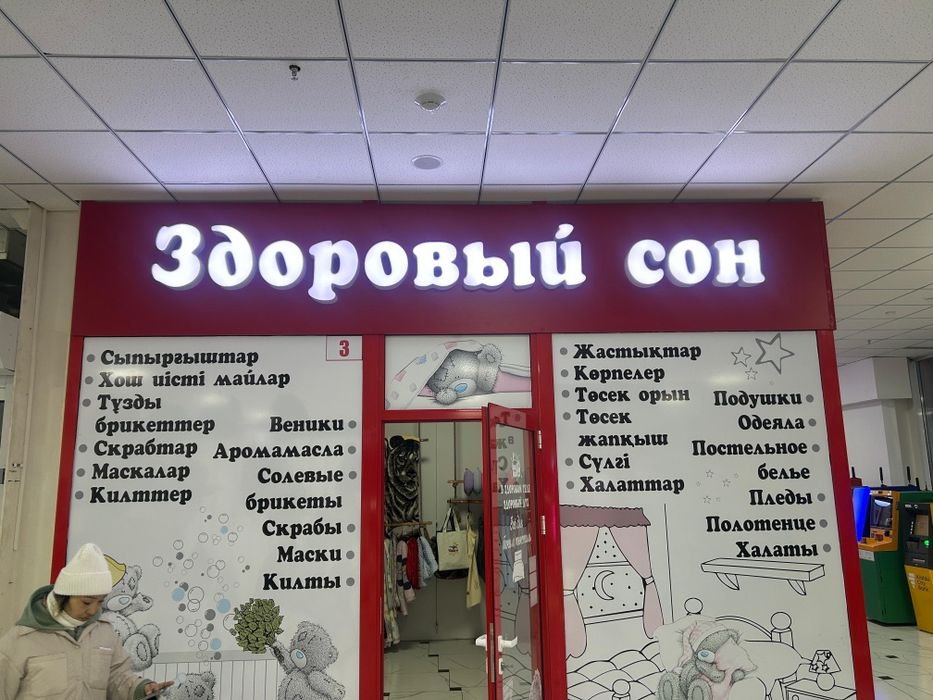 Здоровый сон
3
Сыпырғыштар
Хош иісті майлар
Тұзды
брикеттер
Скрабтар
Маскалар
Килттер
Веники
Аромамасла
Солевые
брикеты
Скрабы
Маски
Килты
Жастықтар
Көрпелер
Төсек орын
Төсек
жапқыш
Сүлгі
Халаттар
Подушки
Одеяла
Постельное
белье
Пледы
Полотенце
Халаты